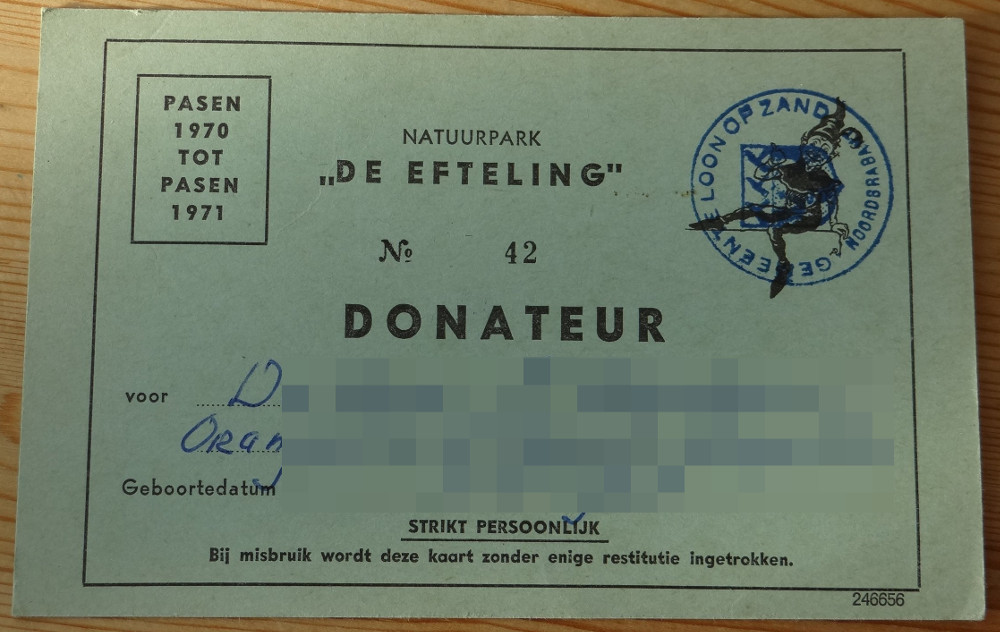 PASEN
1970
TOT
PASEN
1971
NATUURPARK
„DE EFTELING"
GEMEENTE LOON OP ZAND
NOORDBRABANT
№ 42
DONATEUR
voor D
Oran
Geboortedatum
STRIKT PERSOONLIJK
Bij misbruik wordt deze kaart zonder enige restitutie ingetrokken.
246656